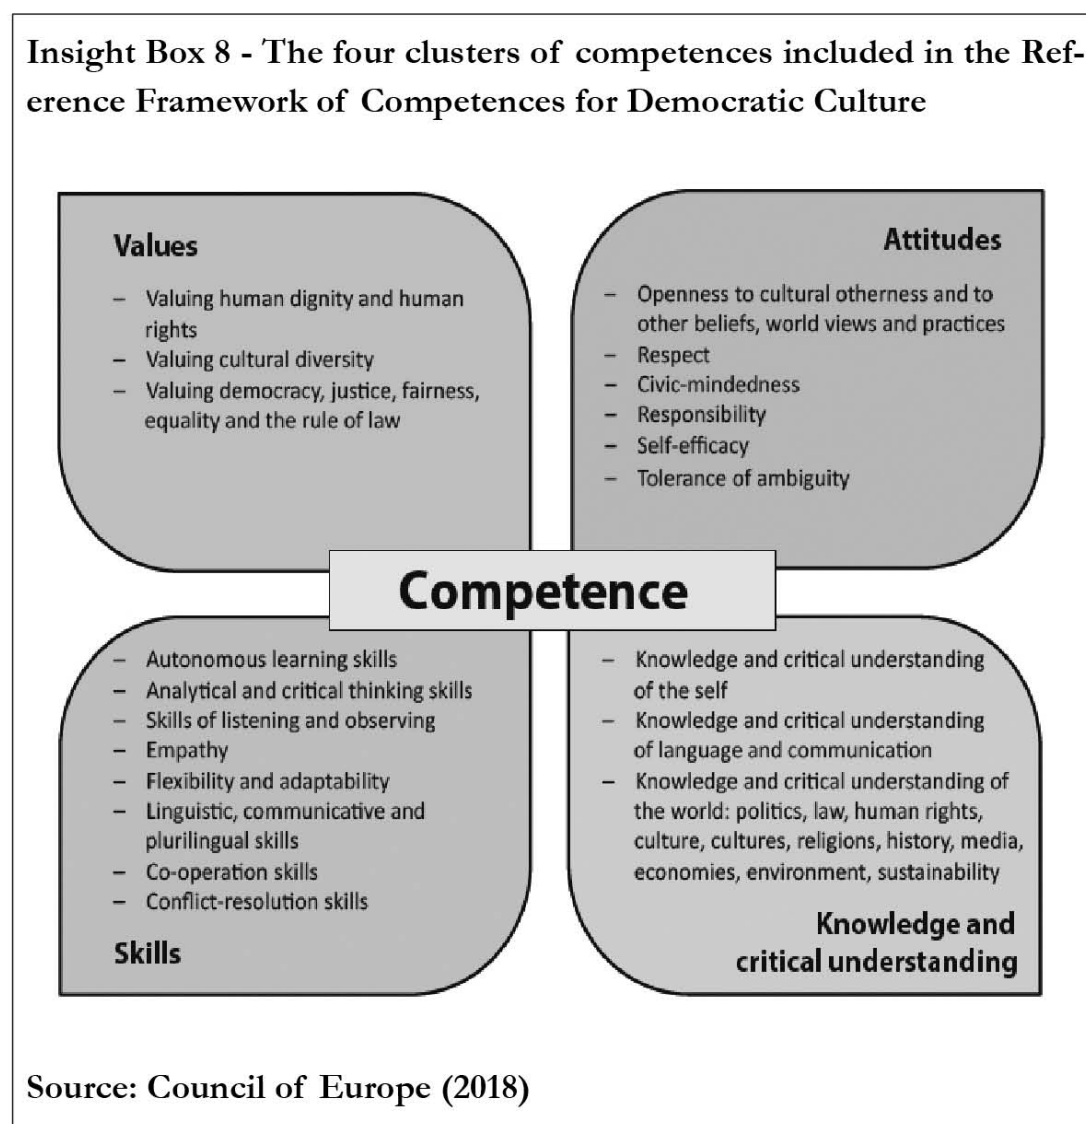 Insight Box 8 - The four clusters of competences included in the Ref-
erence Framework of Competences for Democratic Culture
Values
– Valuing human dignity and human
rights
– Valuing cultural diversity
– Valuing democracy, justice, fairness,
equality and the rule of law
Attitudes
– Openness to cultural otherness and to
other beliefs, world views and practices
– Respect
– Civic-mindedness
– Responsibility
– Self-efficacy
– Tolerance of ambiguity
Competence
– Autonomous learning skills
– Analytical and critical thinking skills
– Skills of listening and observing
– Empathy
– Flexibility and adaptability
– Linguistic, communicative and
plurilingual skills
– Co-operation skills
– Conflict-resolution skills
Skills
– Knowledge and critical understanding
of the self
– Knowledge and critical understanding
of language and communication
– Knowledge and critical understanding of
the world: politics, law, human rights,
culture, cultures, religions, history, media,
economies, environment, sustainability
Knowledge and
critical understanding
Source: Council of Europe (2018)